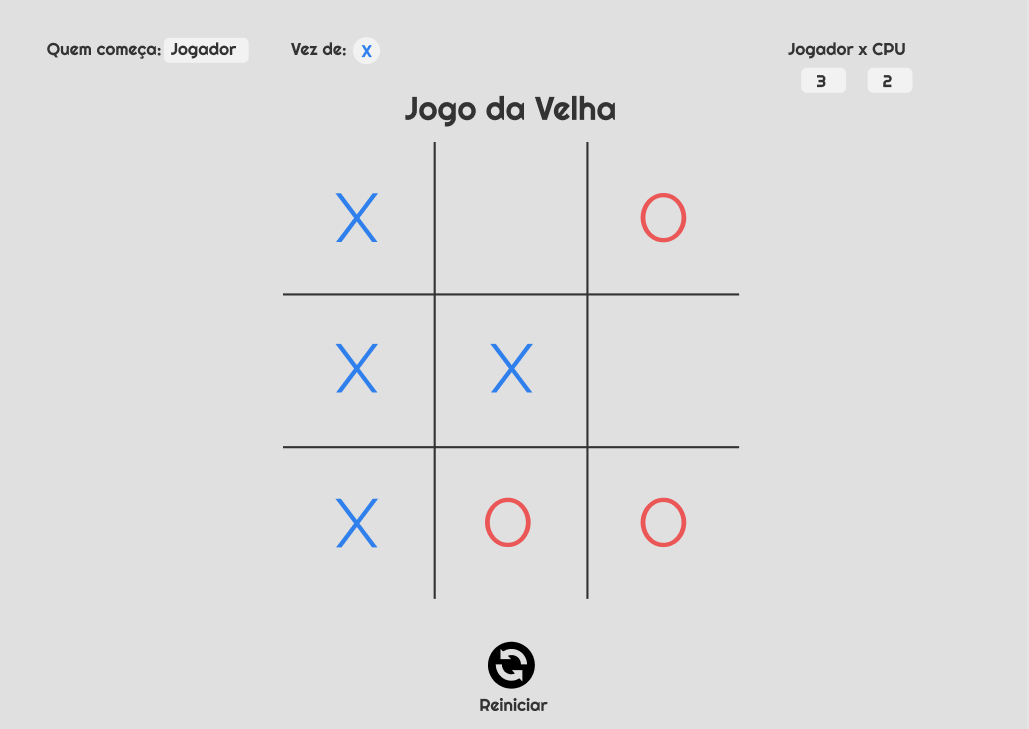 Quem começa: Jogador Vez de: X Jogador x CPU
3 2
Jogo da Velha
X O
X X
X O O
Reiniciar